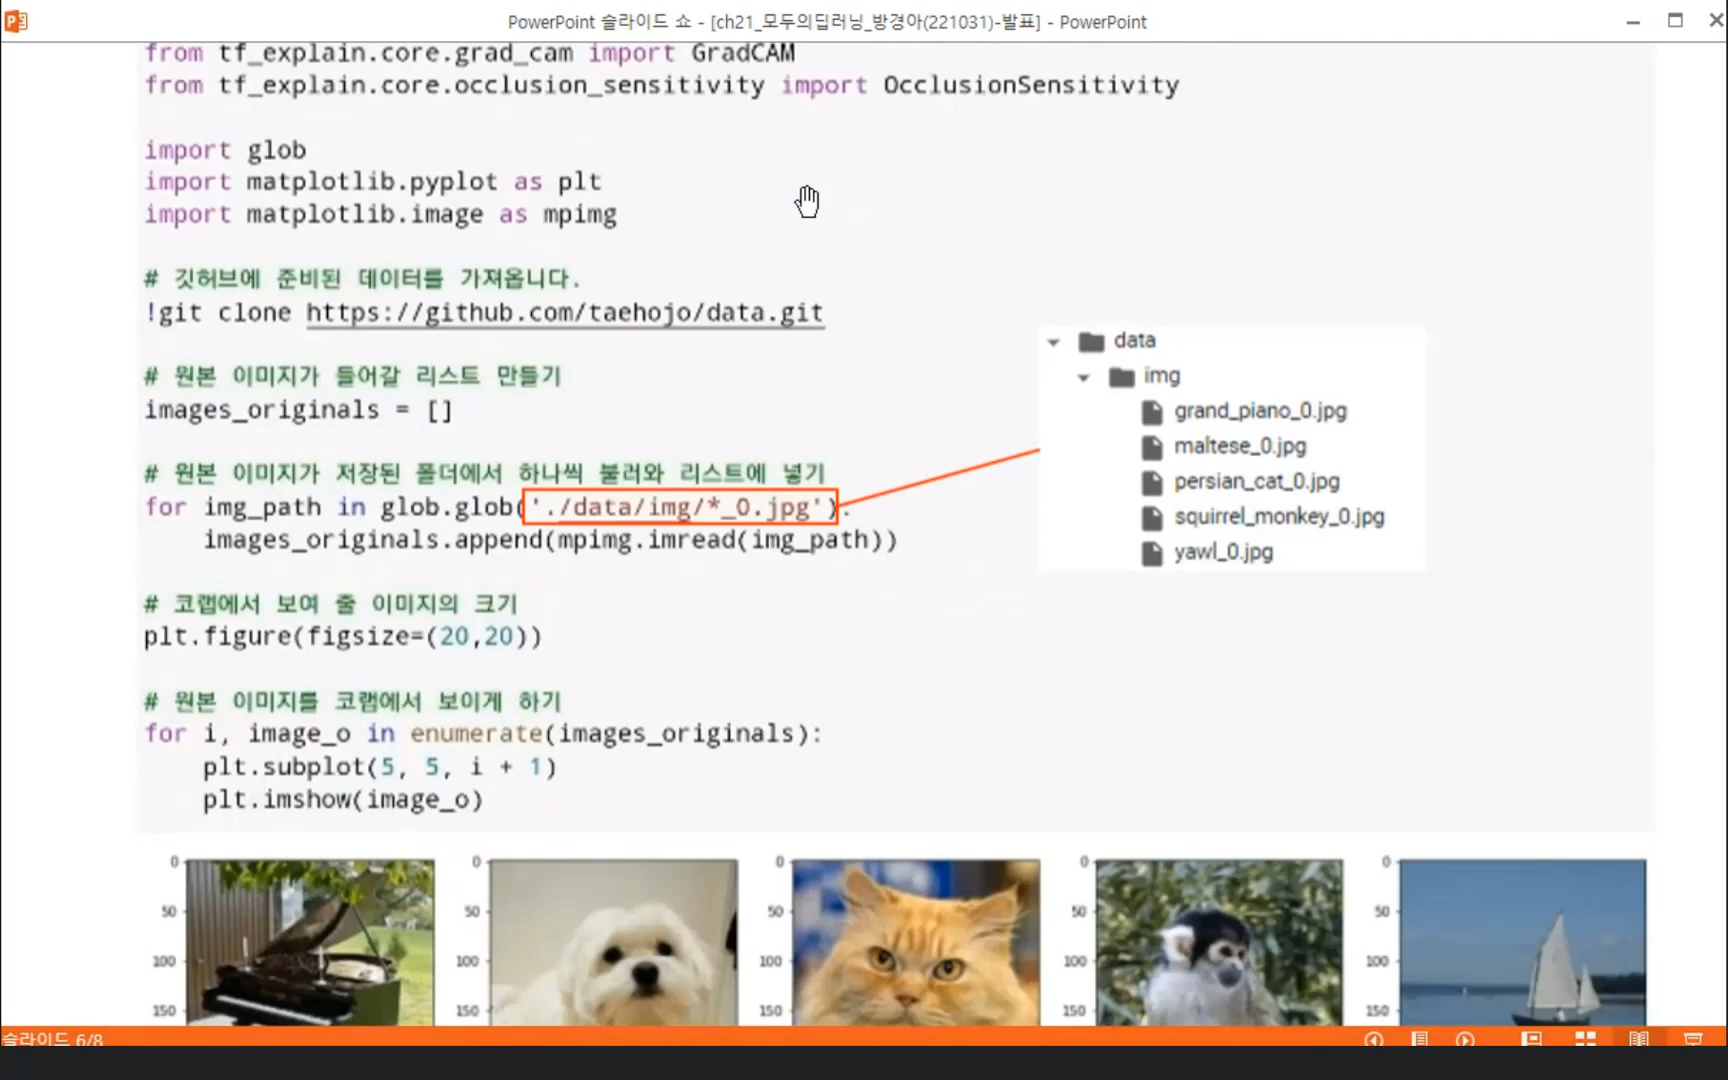 PowerPoint 슬라이드 쇼 - [ch21_모두의딥러닝_방경아(221031)-발표] - PowerPoint
from tf_explain.core.grad_cam import GradCAM
from tf_explain.core.occlusion_sensitivity import OcclusionSensitivity
import glob
import matplotlib.pyplot as plt
import matplotlib.image as mpimg
# 깃허브에 준비된 데이터를 가져옵니다.
!git clone https://github.com/taehojo/data.git
# 원본 이미지가 들어갈 리스트 만들기
images_originals = []
# 원본 이미지가 저장된 폴더에서 하나씩 불러와 리스트에 넣기
for img_path in glob.glob('./data/img/*_0.jpg'):
images_originals.append(mpimg.imread(img_path))
# 코랩에서 보여 줄 이미지의 크기
plt.figure(figsize=(20,20))
# 원본 이미지를 코랩에서 보이게 하기
for i, image_o in enumerate(images_originals):
plt.subplot(5, 5, i + 1)
plt.imshow(image_o)
data
img
grand_piano_0.jpg
maltese_0.jpg
persian_cat_0.jpg
squirrel_monkey_0.jpg
yawl_0.jpg
0 0 0 0 0
50 50 50 50 50
100 100 100 100 100
150 150 150 150 150
슬라이드 6/8